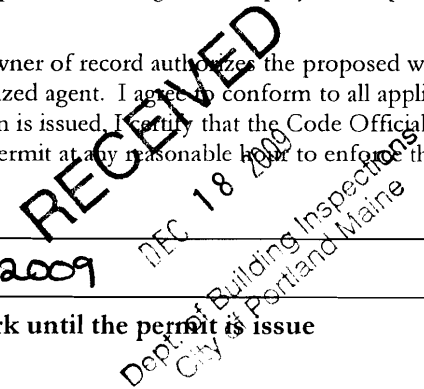 wner of record authorizes the proposed w
ized agent. I agree to conform to all appli
n is issued, I certify that the Code Official
ermit at any reasonable hour to enforce th
RECEIVED
DEC 18 2009
Dept. of Building Inspections
City of Portland Maine
2009
rk until the permit is issue